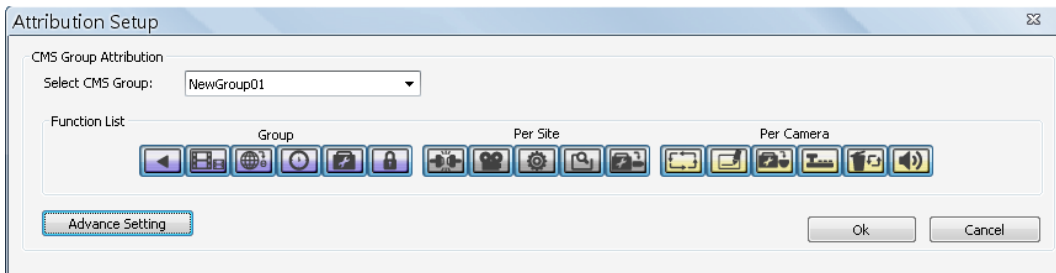 Attribution Setup
CMS Group Attribution
Select CMS Group: NewGroup01
Function List
Group Per Site Per Camera
Advance Setting Ok Cancel